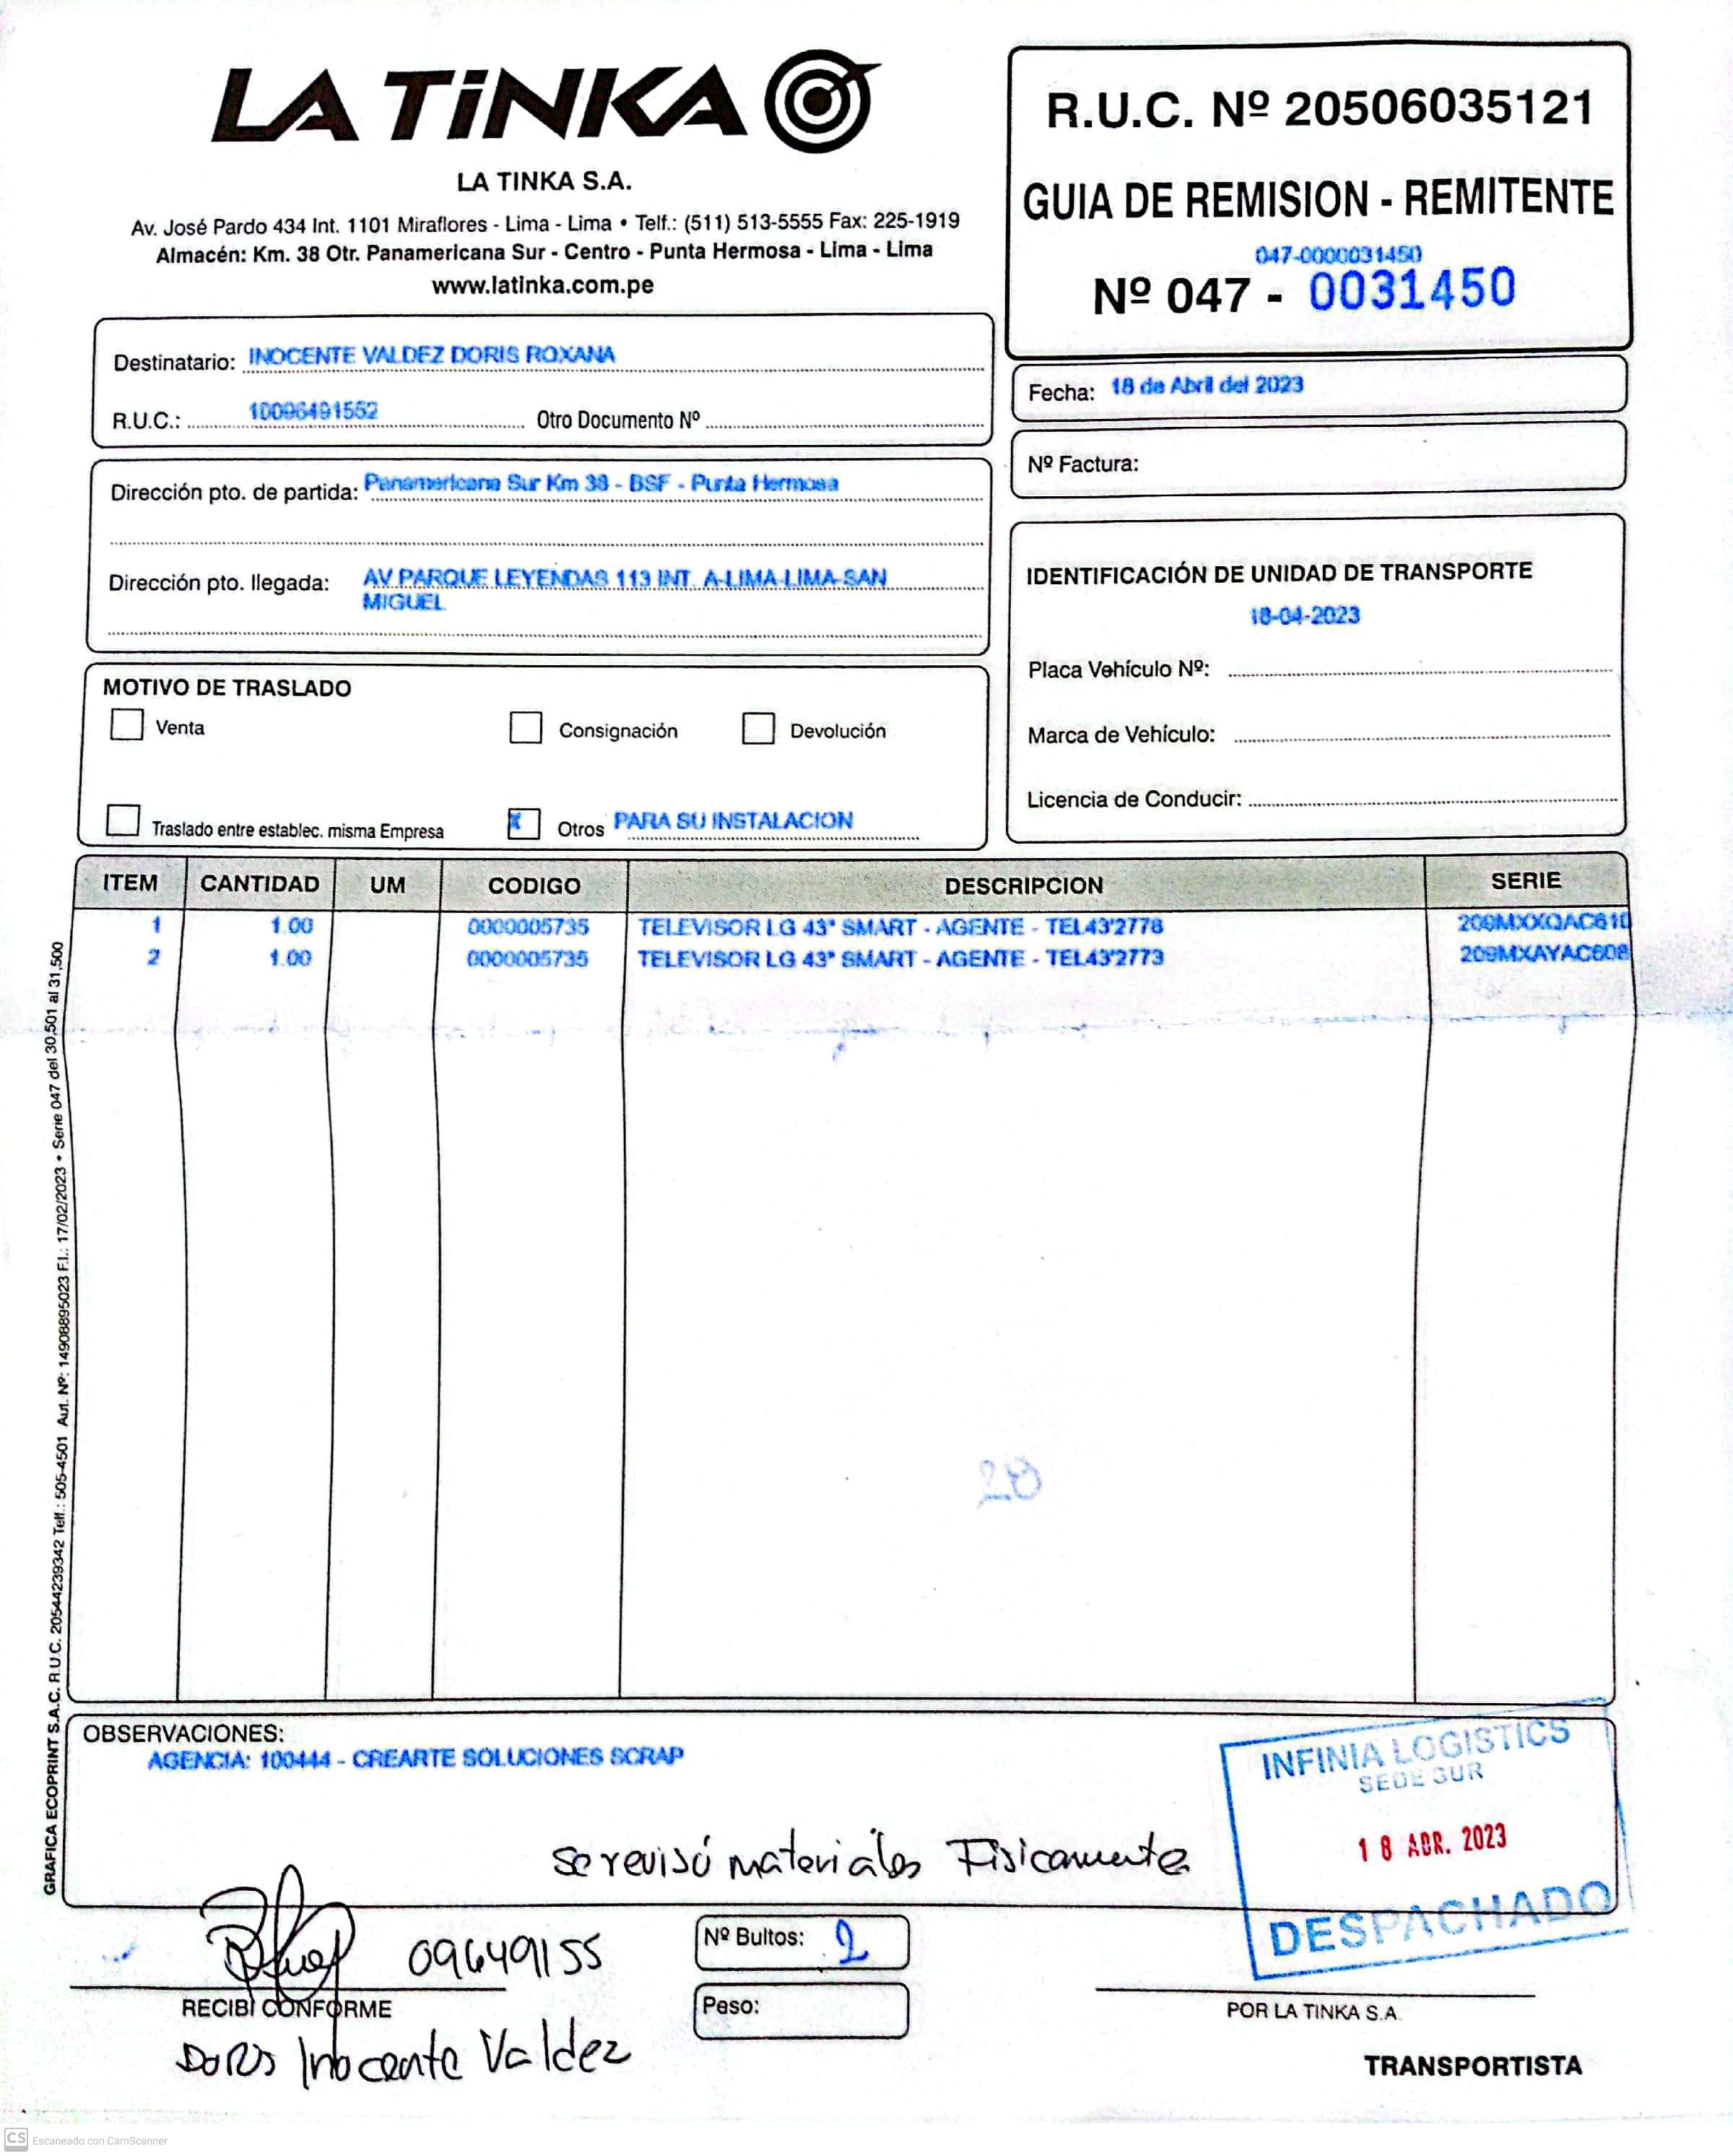 LA TiNKA
LA TINKA S.A.
Av. José Pardo 434 Int. 1101 Miraflores - Lima - Lima • Telf.: (511) 513-5555 Fax: 225-1919
Almacén: Km. 38 Otr. Panamericana Sur - Centro - Punta Hermosa - Lima - Lima
www.latinka.com.pe
R.U.C. Nº 20506035121
GUIA DE REMISION - REMITENTE
047-0000031450
Nº 047 - 0031450
Destinatario: INOCENTE VALDEZ DORIS ROXANA
R.U.C.: 10096491552 Otro Documento Nº
Fecha: 18 de Abril del 2023
Nº Factura:
Dirección pto. de partida: Panamericana Sur Km 38 - BSF - Punta Hermosa
Dirección pto. llegada: AV PARQUE LEYENDAS 113 INT. A-LIMA-LIMA-SAN
MIGUEL
IDENTIFICACIÓN DE UNIDAD DE TRANSPORTE
18-04-2023
Placa Vehículo Nº:
Marca de Vehículo:
Licencia de Conducir:
MOTIVO DE TRASLADO
Venta Consignación Devolución
Traslado entre establec. misma Empresa X Otros PARA SU INSTALACION
ITEM CANTIDAD UM CODIGO DESCRIPCION SERIE
1 1.00 0000005735 TELEVISOR LG 43" SMART - AGENTE - TEL43'2776 209MXXQAC610
2 1.00 0000005735 TELEVISOR LG 43" SMART - AGENTE - TEL43'2773 209MXAYAC608
GRAFICA ECOPRINT S.A.C. R.U.C. 20544239342 Telf.: 505-4501 Aut. Nº: 14908895023 F.I.: 17/02/2023 • Serie 047 del 30,501 al 31,500
OBSERVACIONES:
AGENCIA: 100444 - CREARTE SOLUCIONES SCRAP
se revisó materiales Fisicamente
INFINIA LOGISTICS
SEDE SUR
18 ABR. 2023
DESPACHADO
09649155
RECIBI CONFORME
Doris Inocente Valdez
Nº Bultos: 2
Peso:
POR LA TINKA S.A.
TRANSPORTISTA
CS Escaneado con CamScanner